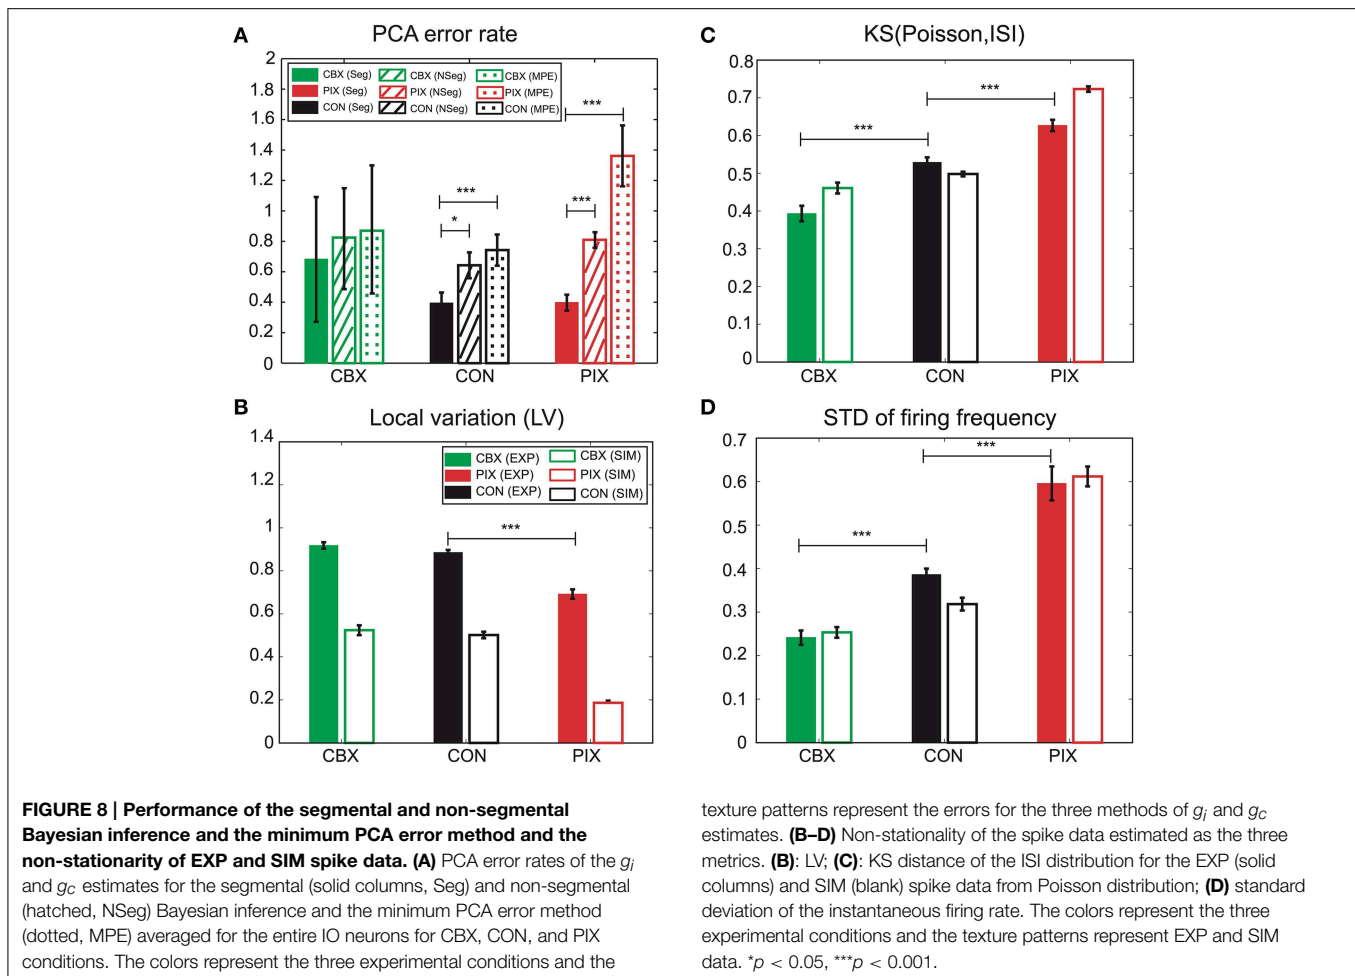 A
PCA error rate
2
1.8
1.6
1.4
1.2
1
0.8
0.6
0.4
0.2
0
CBX (Seg) CBX (NSeg) CBX (MPE)
PIX (Seg) PIX (NSeg) PIX (MPE)
CON (Seg) CON (NSeg) CON (MPE)
***
***
***
*
CBX CON PIX
C
KS(Poisson,ISI)
0.8
0.7
0.6
0.5
0.4
0.3
0.2
0.1
0
***
***
CBX CON PIX
B
Local variation (LV)
1.4
1.2
1
0.8
0.6
0.4
0.2
0
CBX (EXP) CBX (SIM)
PIX (EXP) PIX (SIM)
CON (EXP) CON (SIM)
***
CBX CON PIX
D
STD of firing frequency
0.7
0.6
0.5
0.4
0.3
0.2
0.1
0
***
***
CBX CON PIX
FIGURE 8 | Performance of the segmental and non-segmental
Bayesian inference and the minimum PCA error method and the
non-stationarity of EXP and SIM spike data. (A) PCA error rates of the gi
and gc estimates for the segmental (solid columns, Seg) and non-segmental
(hatched, NSeg) Bayesian inference and the minimum PCA error method
(dotted, MPE) averaged for the entire IO neurons for CBX, CON, and PIX
conditions. The colors represent the three experimental conditions and the
texture patterns represent the errors for the three methods of gi and gc
estimates. (B–D) Non-stationality of the spike data estimated as the three
metrics. (B): LV; (C): KS distance of the ISI distribution for the EXP (solid
columns) and SIM (blank) spike data from Poisson distribution; (D) standard
deviation of the instantaneous firing rate. The colors represent the three
experimental conditions and the texture patterns represent EXP and SIM
data. *p < 0.05, ***p < 0.001.